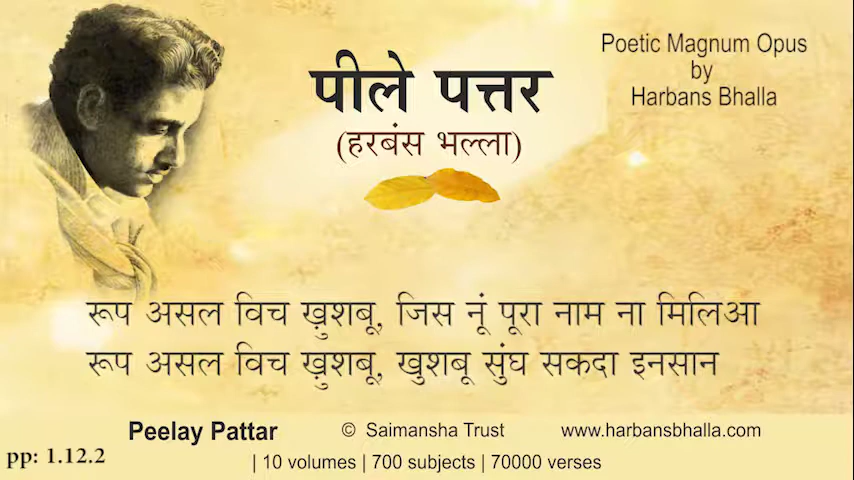 पीले पत्तर
(हरबंस भल्ला)
Poetic Magnum Opus
by
Harbans Bhalla
रूप असल विच ख़ुशबू, जिस नूं पूरा नाम ना मिलिआ
रूप असल विच ख़ुशबू, खुशबू सुंघ सकदा इनसान
Peelay Pattar © Saimansha Trust www.harbansbhalla.com
pp: 1.12.2
| 10 volumes | 700 subjects | 70000 verses